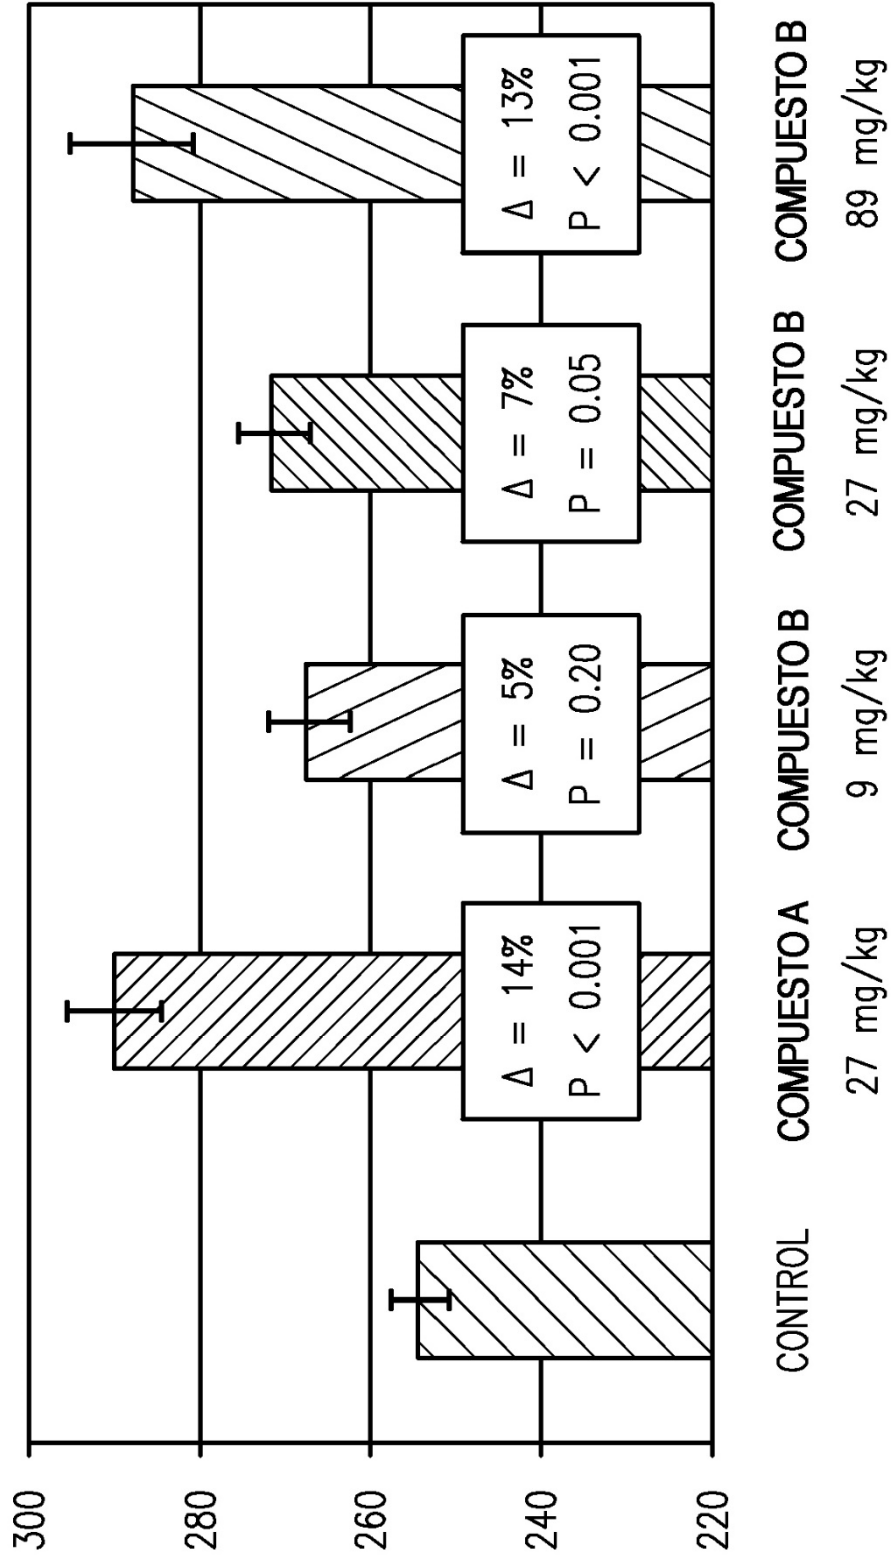 300
280
260
240
220
Δ = 14%
P < 0.001
Δ = 5%
P = 0.20
Δ = 7%
P = 0.05
Δ = 13%
P < 0.001
CONTROL
COMPUESTO A
27 mg/kg
COMPUESTO B
9 mg/kg
COMPUESTO B
27 mg/kg
COMPUESTO B
89 mg/kg